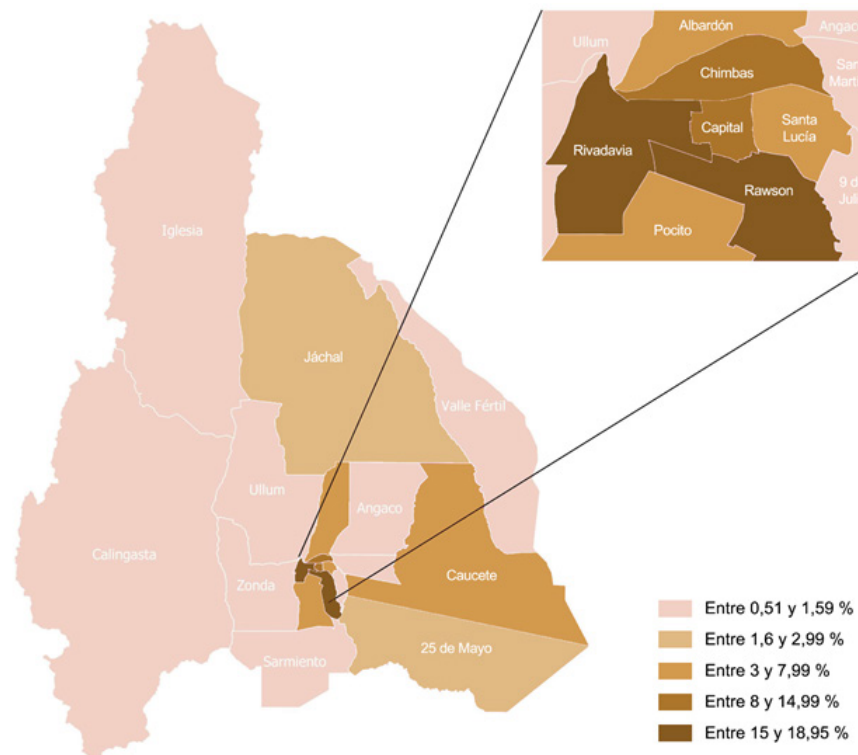 Albardón
Angac
Ullum
San
Mart
Chimbas
Capital
Santa
Lucía
Rivadavia
Rawson
9 d
Juli
Pocito
Iglesia
Jáchal
Valle Fértil
Ullum
Angaco
Calingasta
Zonda
Caucete
25 de Mayo
Sarmiento
Entre 0,51 y 1,59 %
Entre 1,6 y 2,99 %
Entre 3 y 7,99 %
Entre 8 y 14,99 %
Entre 15 y 18,95 %